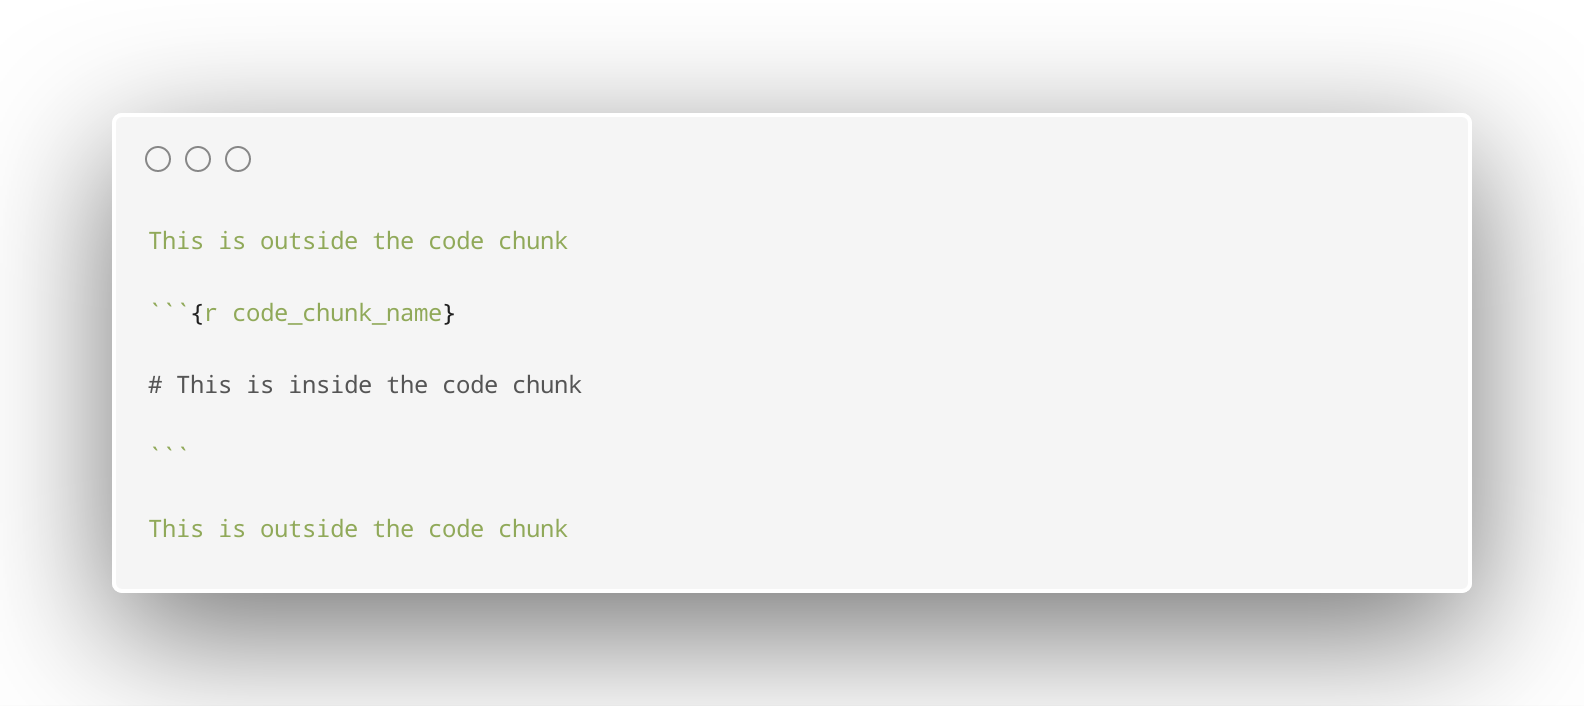 This is outside the code chunk
```{r code_chunk_name}
# This is inside the code chunk
```
This is outside the code chunk